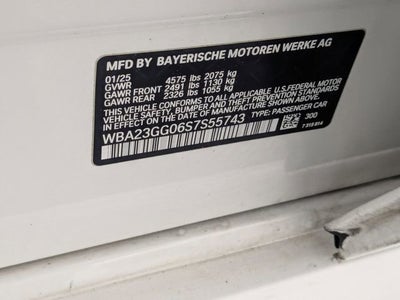 MFD BY BAYERISCHE MOTOREN WERKE AG
01/25
GVWR 4575 lbs 2075 kg
GAWR FRONT 2491 lbs 1130 kg
GAWR REAR 2326 lbs 1055 kg
THIS VEHICLE CONFORMS TO ALL APPLICABLE U.S.FEDERAL MOTOR
VEHICLE SAFETY, BUMPER, AND THEFT PREVENTION STANDARDS
IN EFFECT ON THE DATE OF MANUFACTURE SHOWN ABOVE.
WBA23GG06S7S55743 TYPE: PASSENGER CAR
300